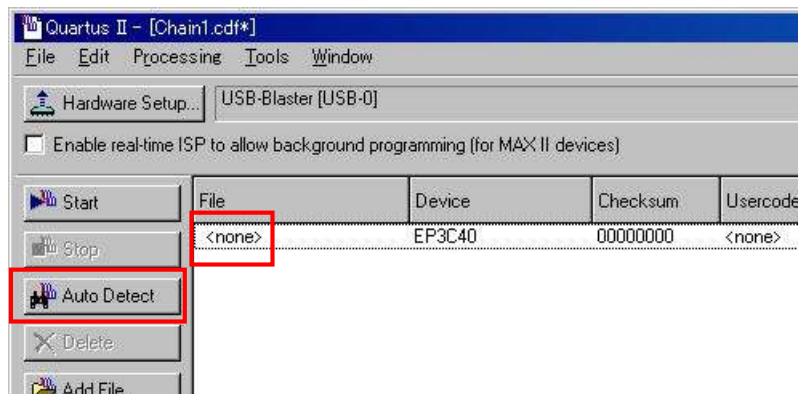 Quartus II - [Chain1.cdf*]
File Edit Processing Tools Window
Hardware Setup... USB-Blaster [USB-0]
Enable real-time ISP to allow background programming (for MAX II devices)
Start File Device Checksum Usercode
<none> EP3C40 00000000 <none>
Stop
Auto Detect
Delete
Add File